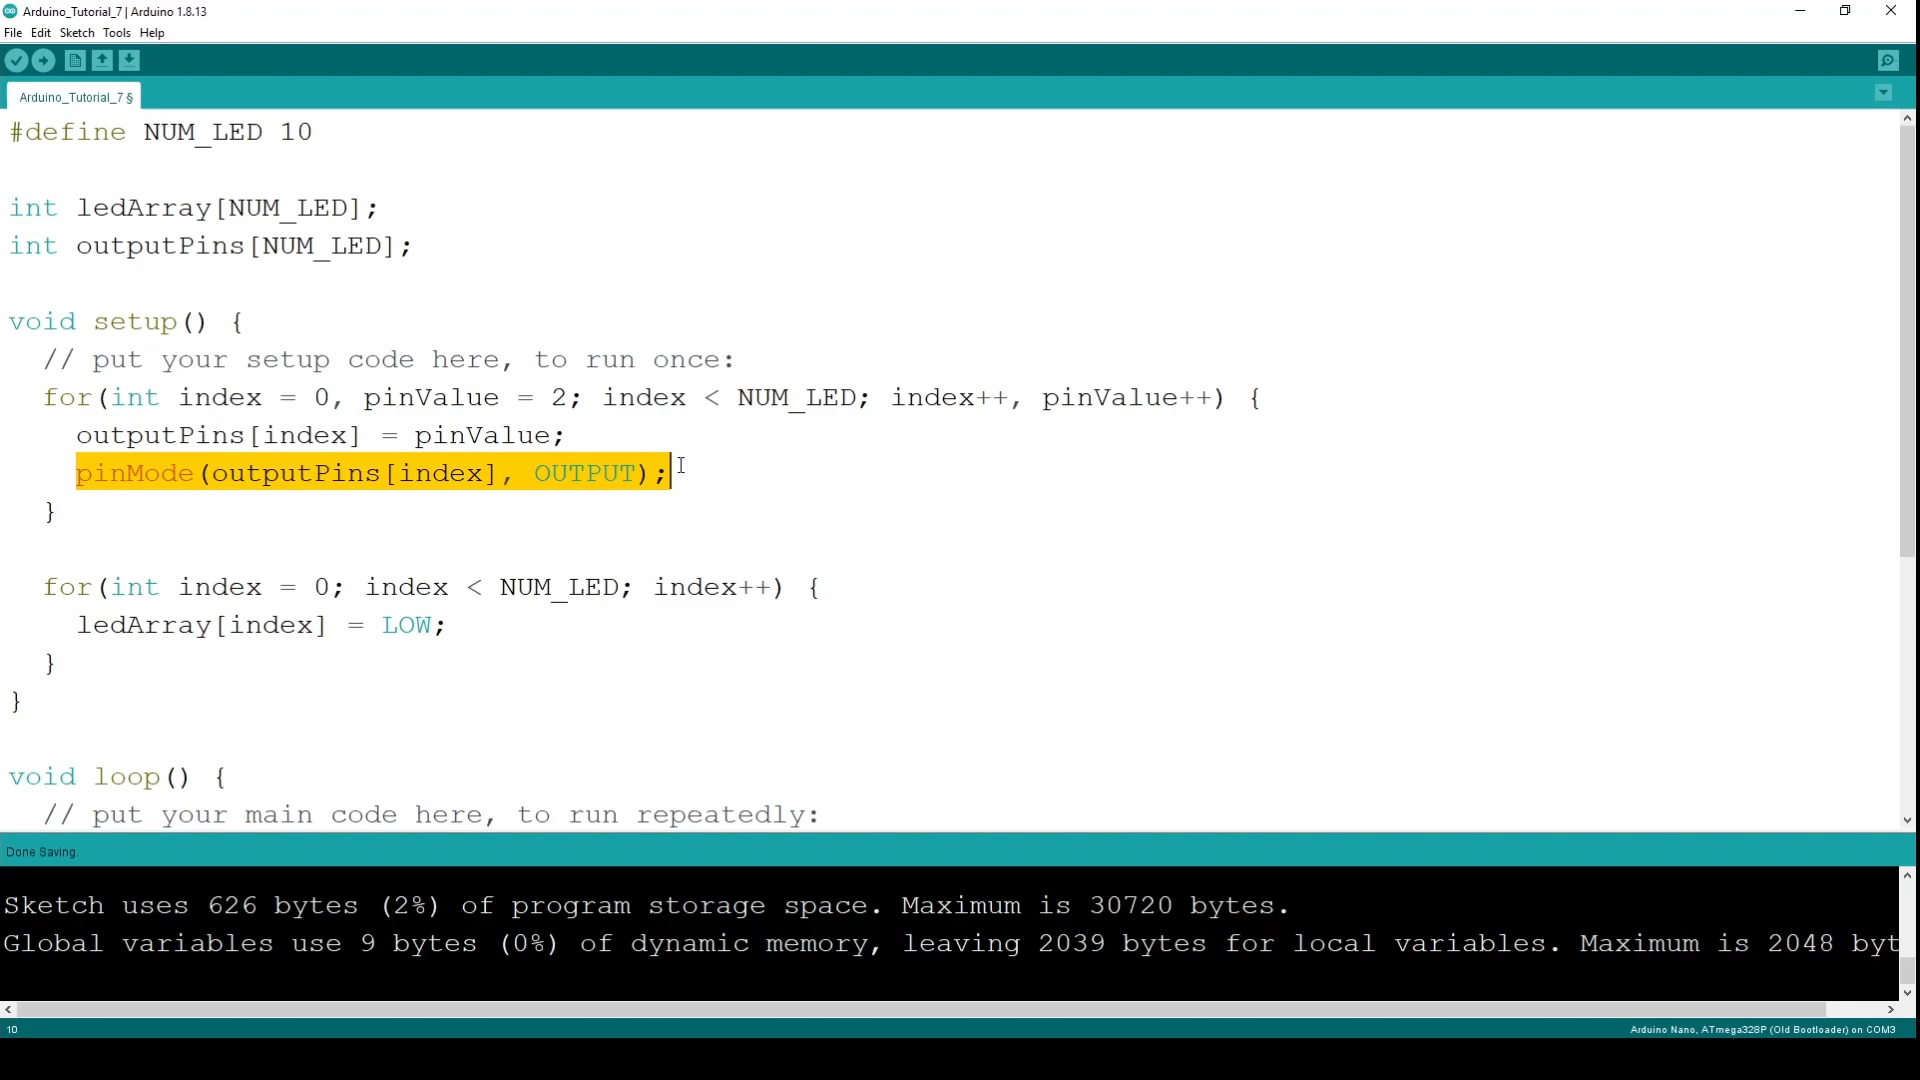 Arduino_Tutorial_7 | Arduino 1.8.13
File Edit Sketch Tools Help
Arduino_Tutorial_7 §
#define NUM_LED 10
int ledArray[NUM_LED];
int outputPins[NUM_LED];
void setup() {
// put your setup code here, to run once:
for(int index = 0, pinValue = 2; index < NUM_LED; index++, pinValue++) {
outputPins[index] = pinValue;
pinMode(outputPins[index], OUTPUT);
}
for(int index = 0; index < NUM_LED; index++) {
ledArray[index] = LOW;
}
}
void loop() {
// put your main code here, to run repeatedly:
Done Saving.
Sketch uses 626 bytes (2%) of program storage space. Maximum is 30720 bytes.
Global variables use 9 bytes (0%) of dynamic memory, leaving 2039 bytes for local variables. Maximum is 2048 byt
10
Arduino Nano, ATmega328P (Old Bootloader) on COM3